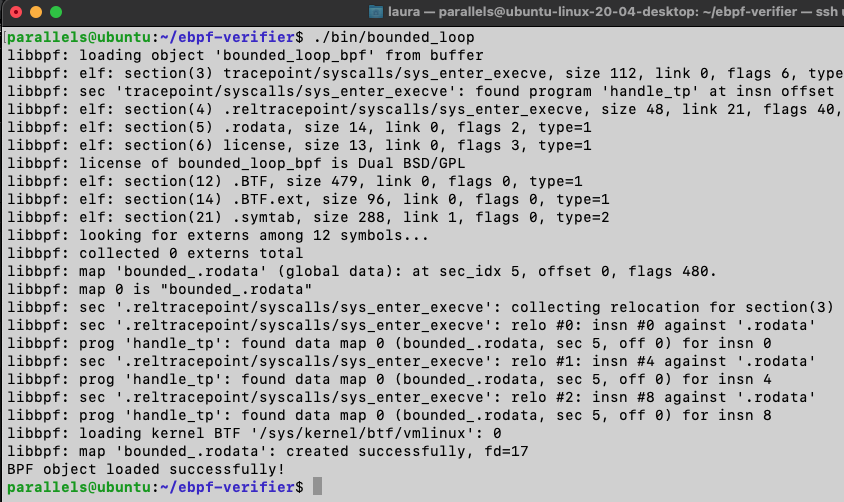 laura — parallels@ubuntu-linux-20-04-desktop: ~/ebpf-verifier — ssh
parallels@ubuntu:~/ebpf-verifier$ ./bin/bounded_loop
libbpf: loading object 'bounded_loop_bpf' from buffer
libbpf: elf: section(3) tracepoint/syscalls/sys_enter_execve, size 112, link 0, flags 6, type
libbpf: sec 'tracepoint/syscalls/sys_enter_execve': found program 'handle_tp' at insn offset
libbpf: elf: section(4) .reltracepoint/syscalls/sys_enter_execve, size 48, link 21, flags 40,
libbpf: elf: section(5) .rodata, size 14, link 0, flags 2, type=1
libbpf: elf: section(6) license, size 13, link 0, flags 3, type=1
libbpf: license of bounded_loop_bpf is Dual BSD/GPL
libbpf: elf: section(12) .BTF, size 479, link 0, flags 0, type=1
libbpf: elf: section(14) .BTF.ext, size 96, link 0, flags 0, type=1
libbpf: elf: section(21) .symtab, size 288, link 1, flags 0, type=2
libbpf: looking for externs among 12 symbols...
libbpf: collected 0 externs total
libbpf: map 'bounded_.rodata' (global data): at sec_idx 5, offset 0, flags 480.
libbpf: map 0 is "bounded_.rodata"
libbpf: sec '.reltracepoint/syscalls/sys_enter_execve': collecting relocation for section(3)
libbpf: sec '.reltracepoint/syscalls/sys_enter_execve': relo #0: insn #0 against '.rodata'
libbpf: prog 'handle_tp': found data map 0 (bounded_.rodata, sec 5, off 0) for insn 0
libbpf: sec '.reltracepoint/syscalls/sys_enter_execve': relo #1: insn #4 against '.rodata'
libbpf: prog 'handle_tp': found data map 0 (bounded_.rodata, sec 5, off 0) for insn 4
libbpf: sec '.reltracepoint/syscalls/sys_enter_execve': relo #2: insn #8 against '.rodata'
libbpf: prog 'handle_tp': found data map 0 (bounded_.rodata, sec 5, off 0) for insn 8
libbpf: loading kernel BTF '/sys/kernel/btf/vmlinux': 0
libbpf: map 'bounded_.rodata': created successfully, fd=17
BPF object loaded successfully!
parallels@ubuntu:~/ebpf-verifier$